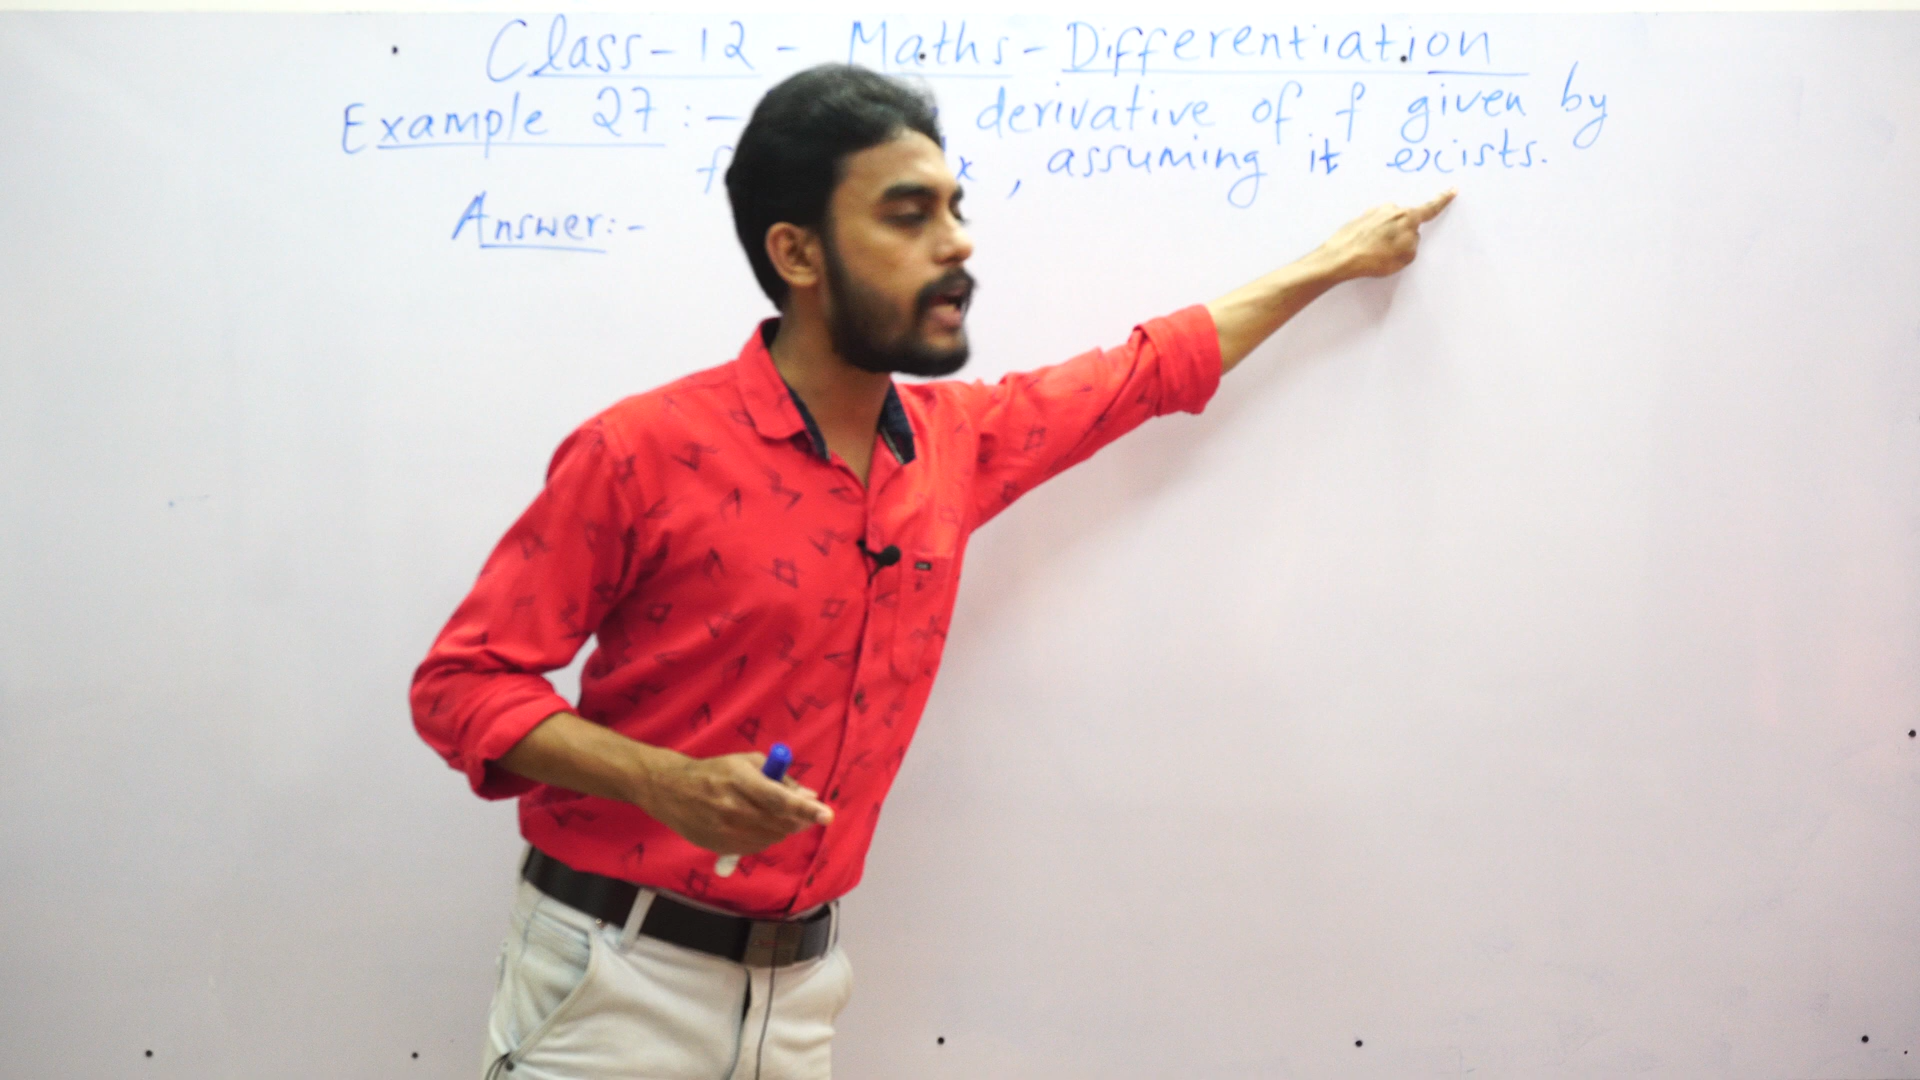 Class-12 - Maths-Differentiation
Example 27 :- derivative of f given by
f x , assuming it exists.
Answer:-